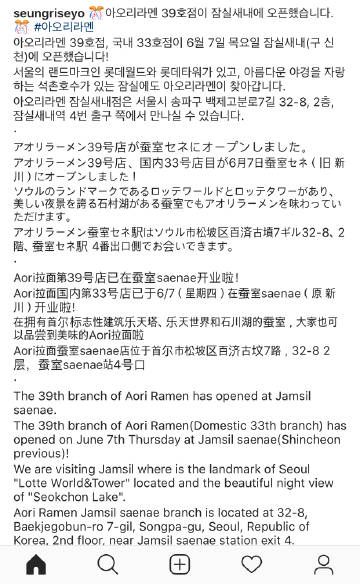 seungriseyo 🎊아오리라멘 39호점이 잠실새내에 오픈했습니다.
🎊 #아오리라멘
아오리라멘 39호점, 국내 33호점이 6월 7일 목요일 잠실새내(구 신
천)에 오픈했습니다!
서울의 랜드마크인 롯데월드와 롯데타워가 있고, 아름다운 야경을 자랑
하는 석촌호수가 있는 잠실에도 아오리라멘이 찾아갑니다.
아오리라멘 잠실새내점은 서울시 송파구 백제고분로7길 32-8, 2층,
잠실새내역 4번 출구 쪽에서 만나실 수 있습니다.
.
アオリラーメン39号店が蚕室セネにオープンしました。
アオリラーメン39号店、国内33号店目が6月7日蚕室セネ（旧 新
川）にオープンしました！
ソウルのランドマークであるロッテワールドとロッテタワーがあり、
美しい夜景を誇る石村湖がある蚕室でもアオリラーメンを味わってい
ただけます。
アオリラーメン蚕室セネ駅はソウル市松坡区百済古墳7ギル32-8、2
階、蚕室セネ駅 4番出口側でお会いできます。
.
Aori拉面第39号店已在蚕室saenae开业啦!
Aori拉面国内第33号店已于6/7（星期四）在蚕室saenae（原 新
川）开业啦!
在拥有首尔标志性建筑乐天塔、乐天世界和石川湖的蚕室，大家也可
以品尝到美味的Aori拉面啦
Aori拉面蚕室saenae店位于首尔市松坡区百济古坟7路，32-8 2
层，蚕室saenae站4号口
.
The 39th branch of Aori Ramen has opened at Jamsil
saenae.
The 39th branch of Aori Ramen(Domestic 33th branch) has
opened on June 7th Thursday at Jamsil saenae(Shincheon
previous)!
We are visiting Jamsil where is the landmark of Seoul
"Lotte World&Tower" located and the beautiful night view
of "Seokchon Lake".
Aori Ramen Jamsil saenae branch is located at 32-8,
Baekjegobun-ro 7-gil, Songpa-gu, Seoul, Republic of
Korea, 2nd floor, near Jamsil saenae station exit 4.